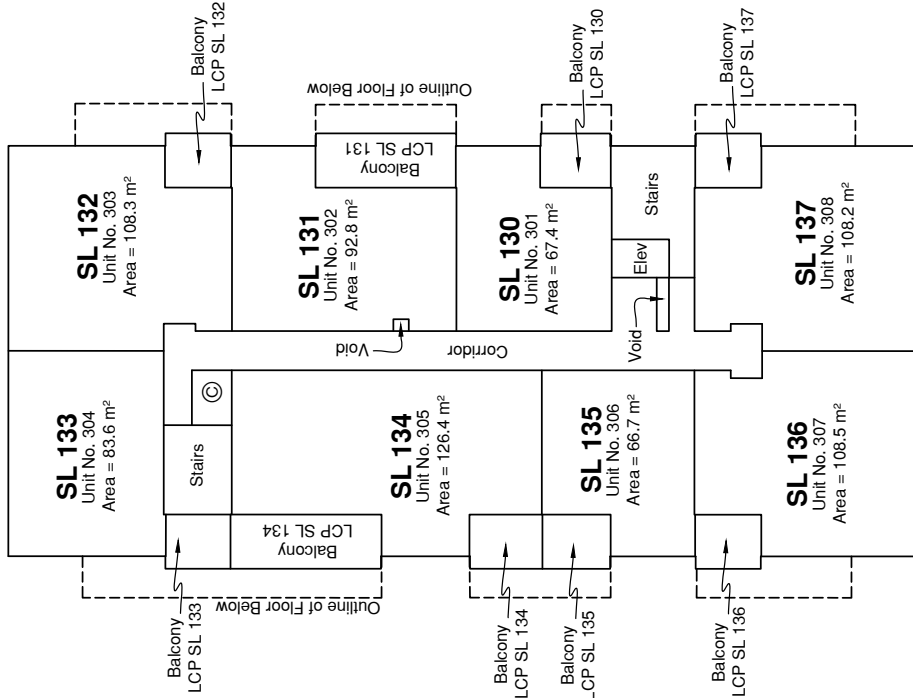 Balcony
LCP SL 132
Balcony
LCP SL 130
Balcony
LCP SL 137
Outline of Floor Below
Balcony
LCP SL 131
SL 132
Unit No. 303
Area = 108.3 m²
SL 131
Unit No. 302
Area = 92.8 m²
SL 130
Unit No. 301
Area = 67.4 m²
Stairs
Elev
SL 137
Unit No. 308
Area = 108.2 m²
Void
Corridor
Void
SL 133
Unit No. 304
Area = 83.6 m²
©
Stairs
SL 134
Unit No. 305
Area = 126.4 m²
SL 135
Unit No. 306
Area = 66.7 m²
SL 136
Unit No. 307
Area = 108.5 m²
Balcony
LCP SL 134
Outline of Floor Below
Balcony
LCP SL 133
Balcony
LCP SL 134
Balcony
LCP SL 135
Balcony
LCP SL 136